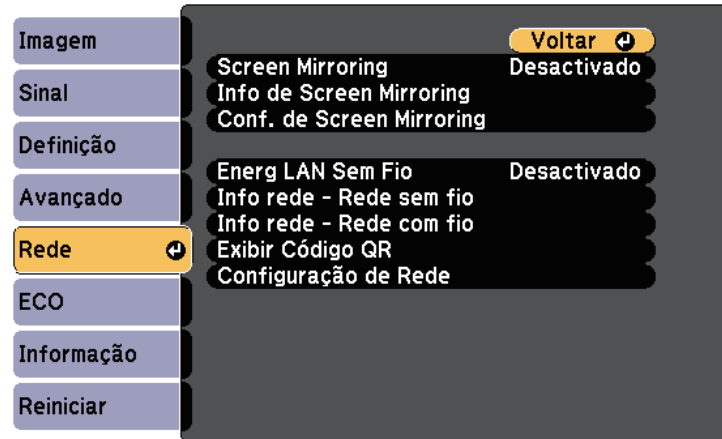 Imagem
Sinal
Definição
Avançado
Rede
ECO
Informação
Reiniciar
Voltar
Screen Mirroring Desactivado
Info de Screen Mirroring
Conf. de Screen Mirroring
Energ LAN Sem Fio Desactivado
Info rede - Rede sem fio
Info rede - Rede com fio
Exibir Código QR
Configuração de Rede